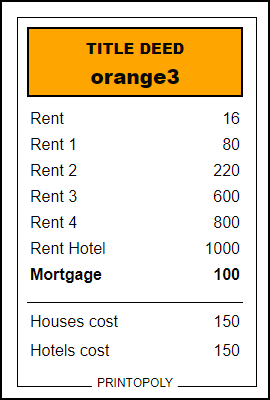 TITLE DEED
orange3
Rent 16
Rent 1 80
Rent 2 220
Rent 3 600
Rent 4 800
Rent Hotel 1000
Mortgage 100
Houses cost 150
Hotels cost 150
PRINTOPOLY